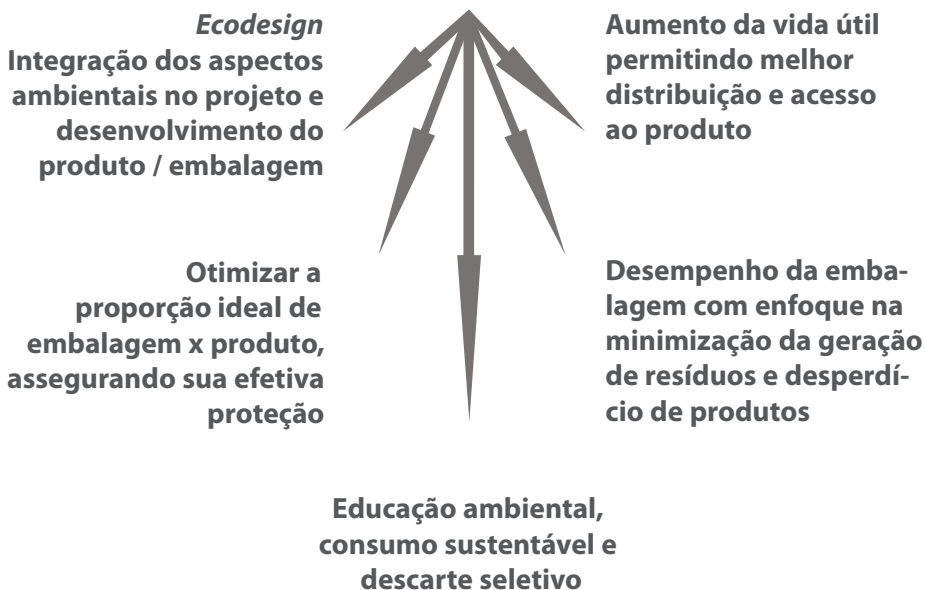 Ecodesign
Integração dos aspectos
ambientais no projeto e
desenvolvimento do
produto / embalagem
Aumento da vida útil
permitindo melhor
distribuição e acesso
ao produto
Otimizar a
proporção ideal de
embalagem x produto,
assegurando sua efetiva
proteção
Desempenho da emba-
lagem com enfoque na
minimização da geração
de resíduos e desperdí-
cio de produtos
Educação ambiental,
consumo sustentável e
descarte seletivo